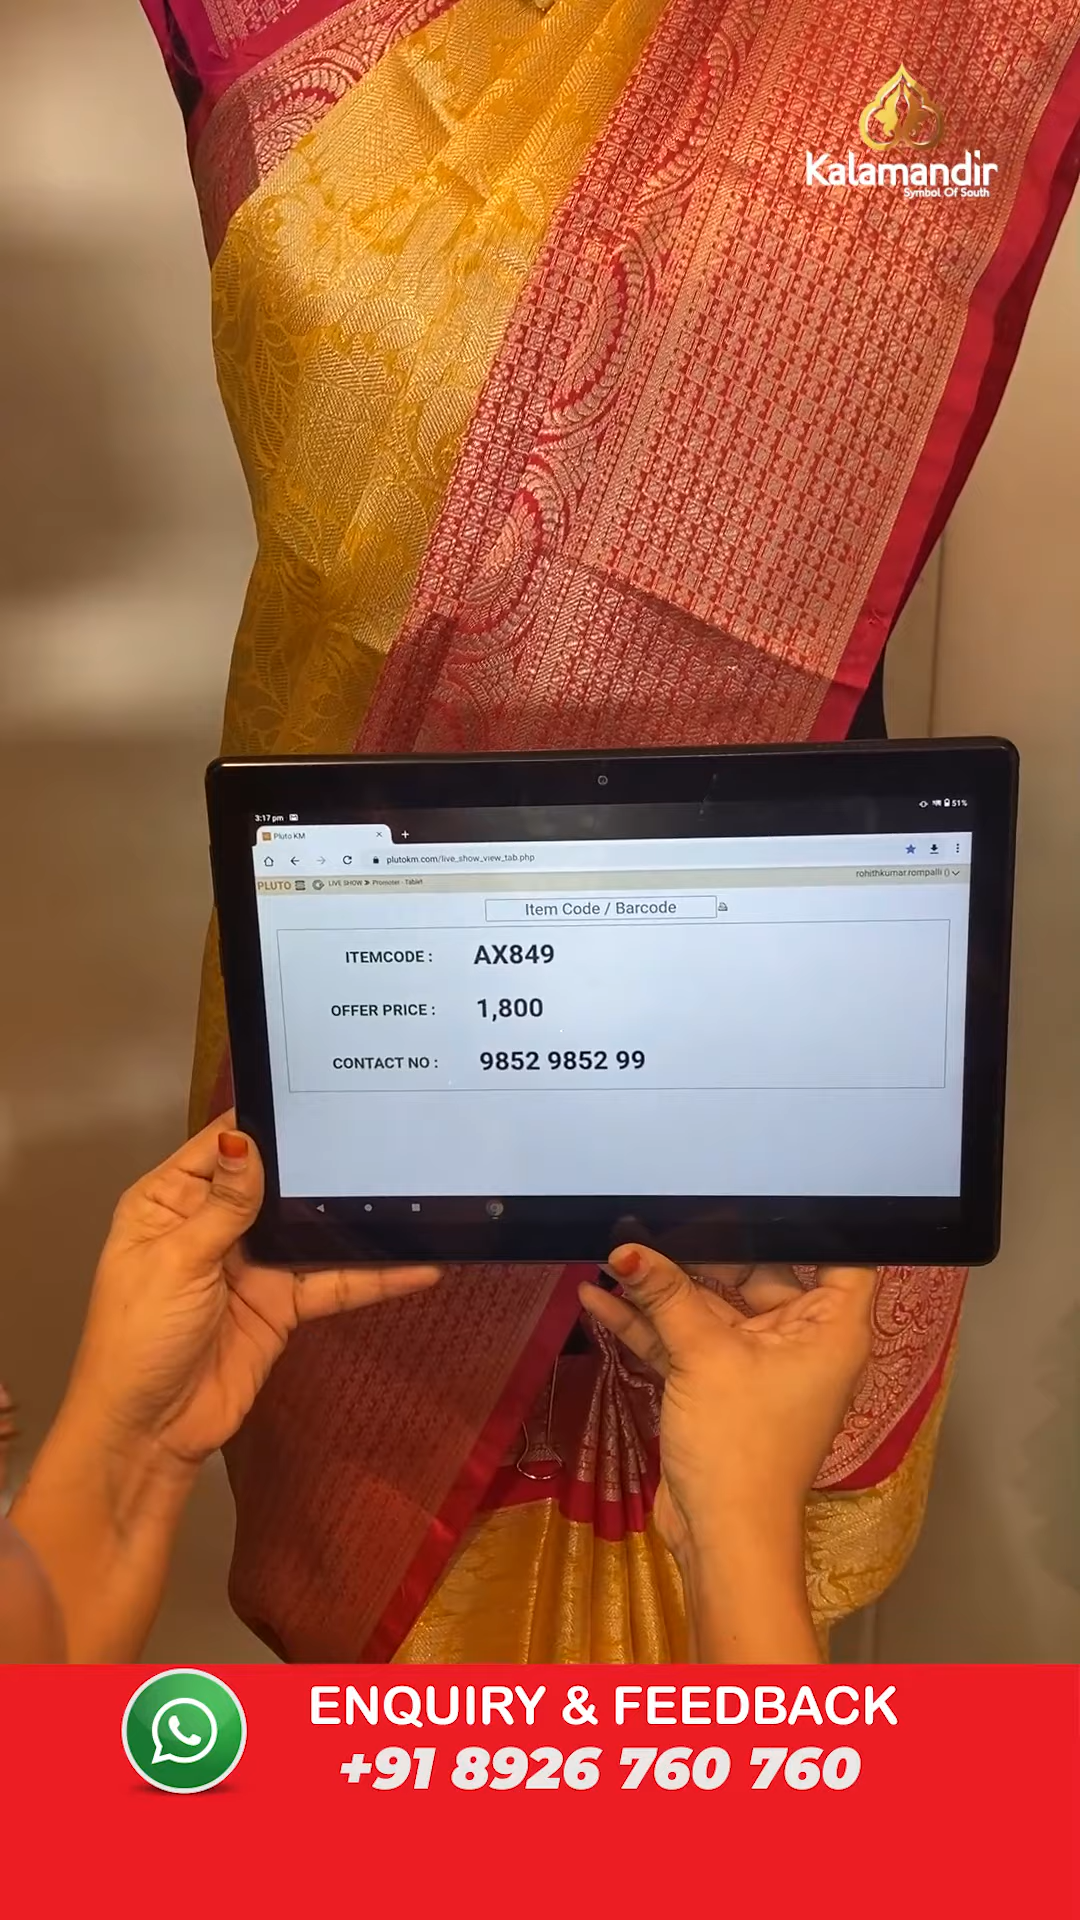 Kalamandir
Symbol Of South
3:17 pm
51%
Pluto KM
plutokm.com/live_show_view_tab.php
PLUTO
LIVE SHOW
Promoter - Tablet
rohithkumar.rompalli ()
Item Code / Barcode
ITEMCODE : AX849
OFFER PRICE : 1,800
CONTACT NO : 9852 9852 99
ENQUIRY & FEEDBACK
+91 8926 760 760